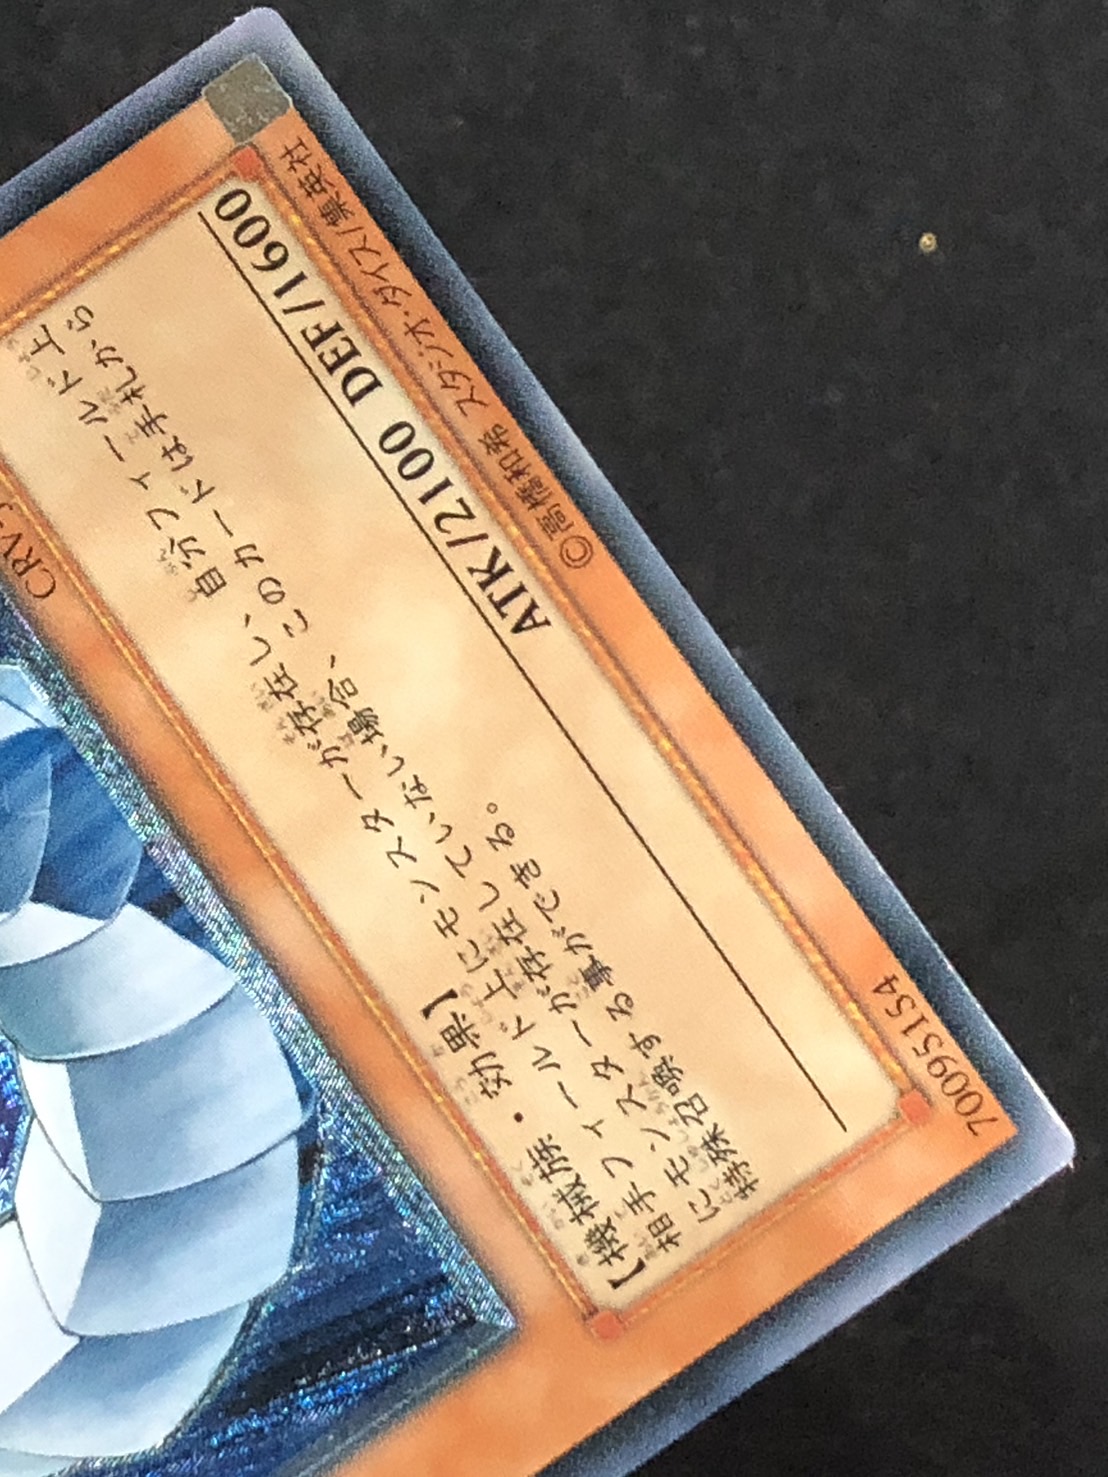 CRV-J
【機械族・効果】
相手フィールド上にモンスターが存在し、自分フィールド上
にモンスターが存在していない場合、このカードは手札から
特殊召喚する事ができる。
ATK/2100 DEF/1600
70095154
©高橋和希 スタジオ・ダイス/集英社